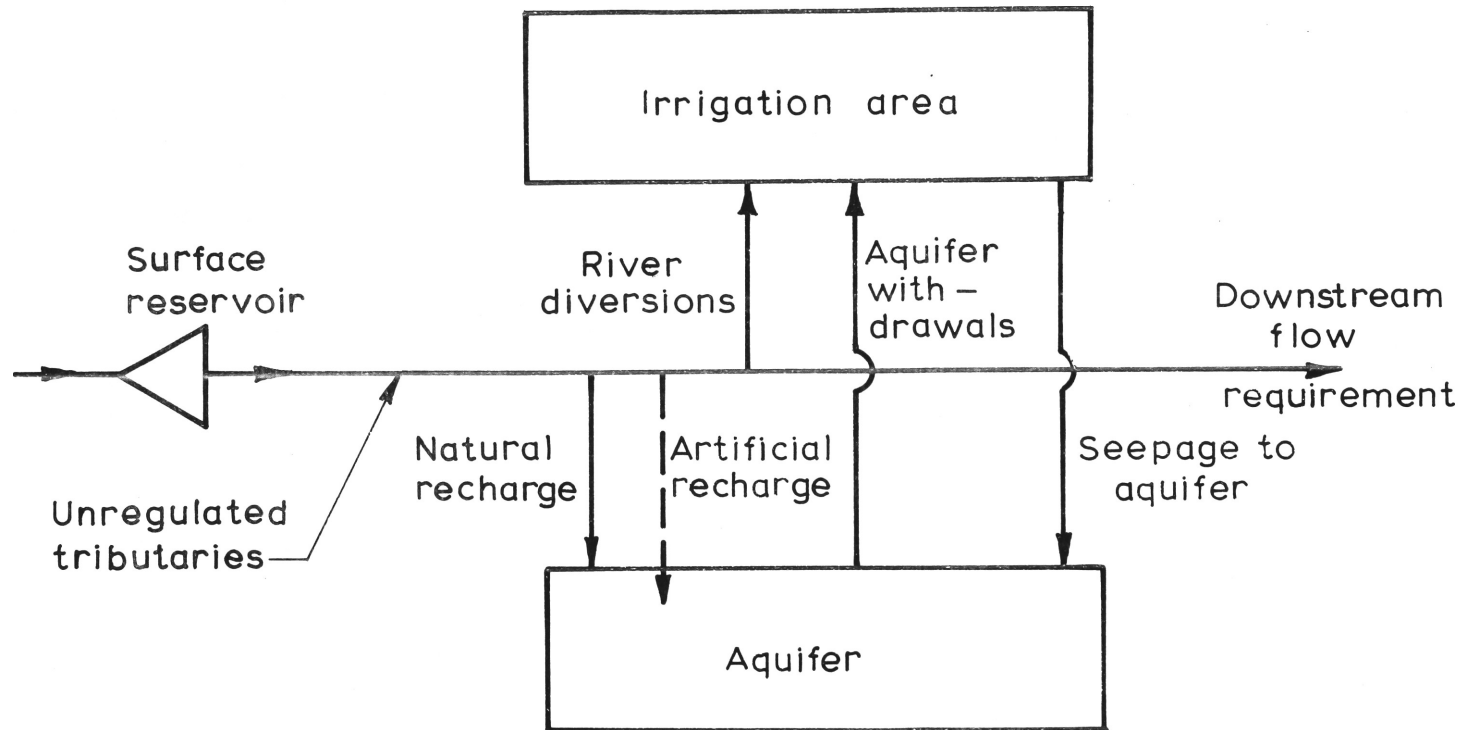 Irrigation area
Surface
reservoir
River
diversions
Aquifer
with –
drawals
Downstream
flow
requirement
Natural
recharge
Artificial
recharge
Seepage to
aquifer
Unregulated
tributaries
Aquifer